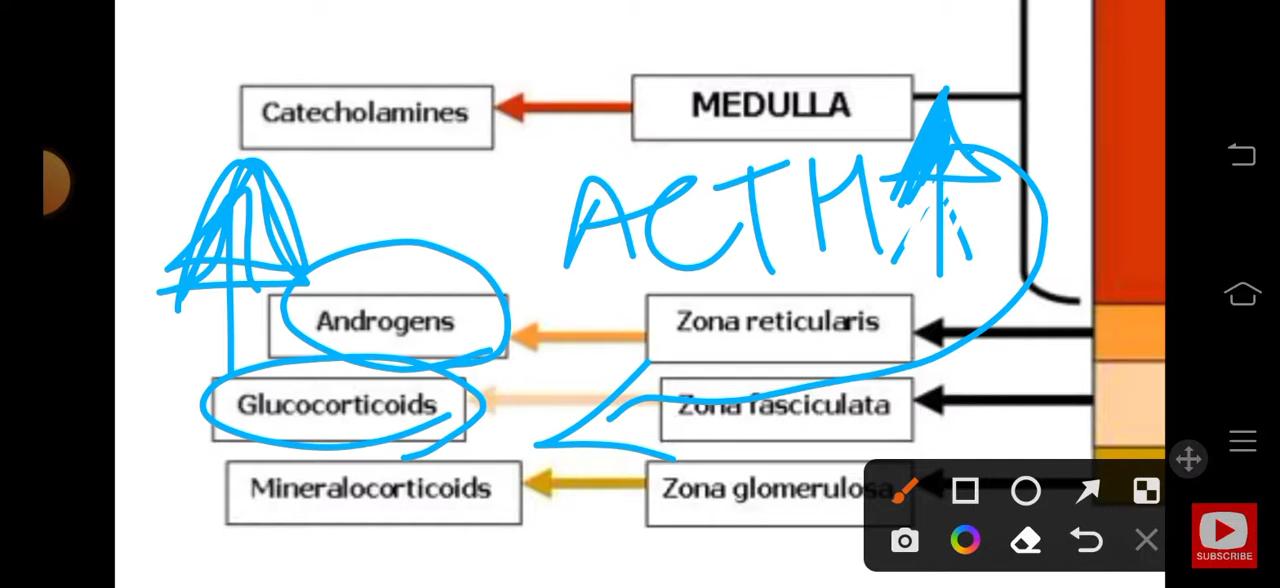 Catecholamines MEDULLA
ACTH
Androgens Zona reticularis
Glucocorticoids Zona fasciculata
Mineralocorticoids Zona glomerulosa
SUBSCRIBE